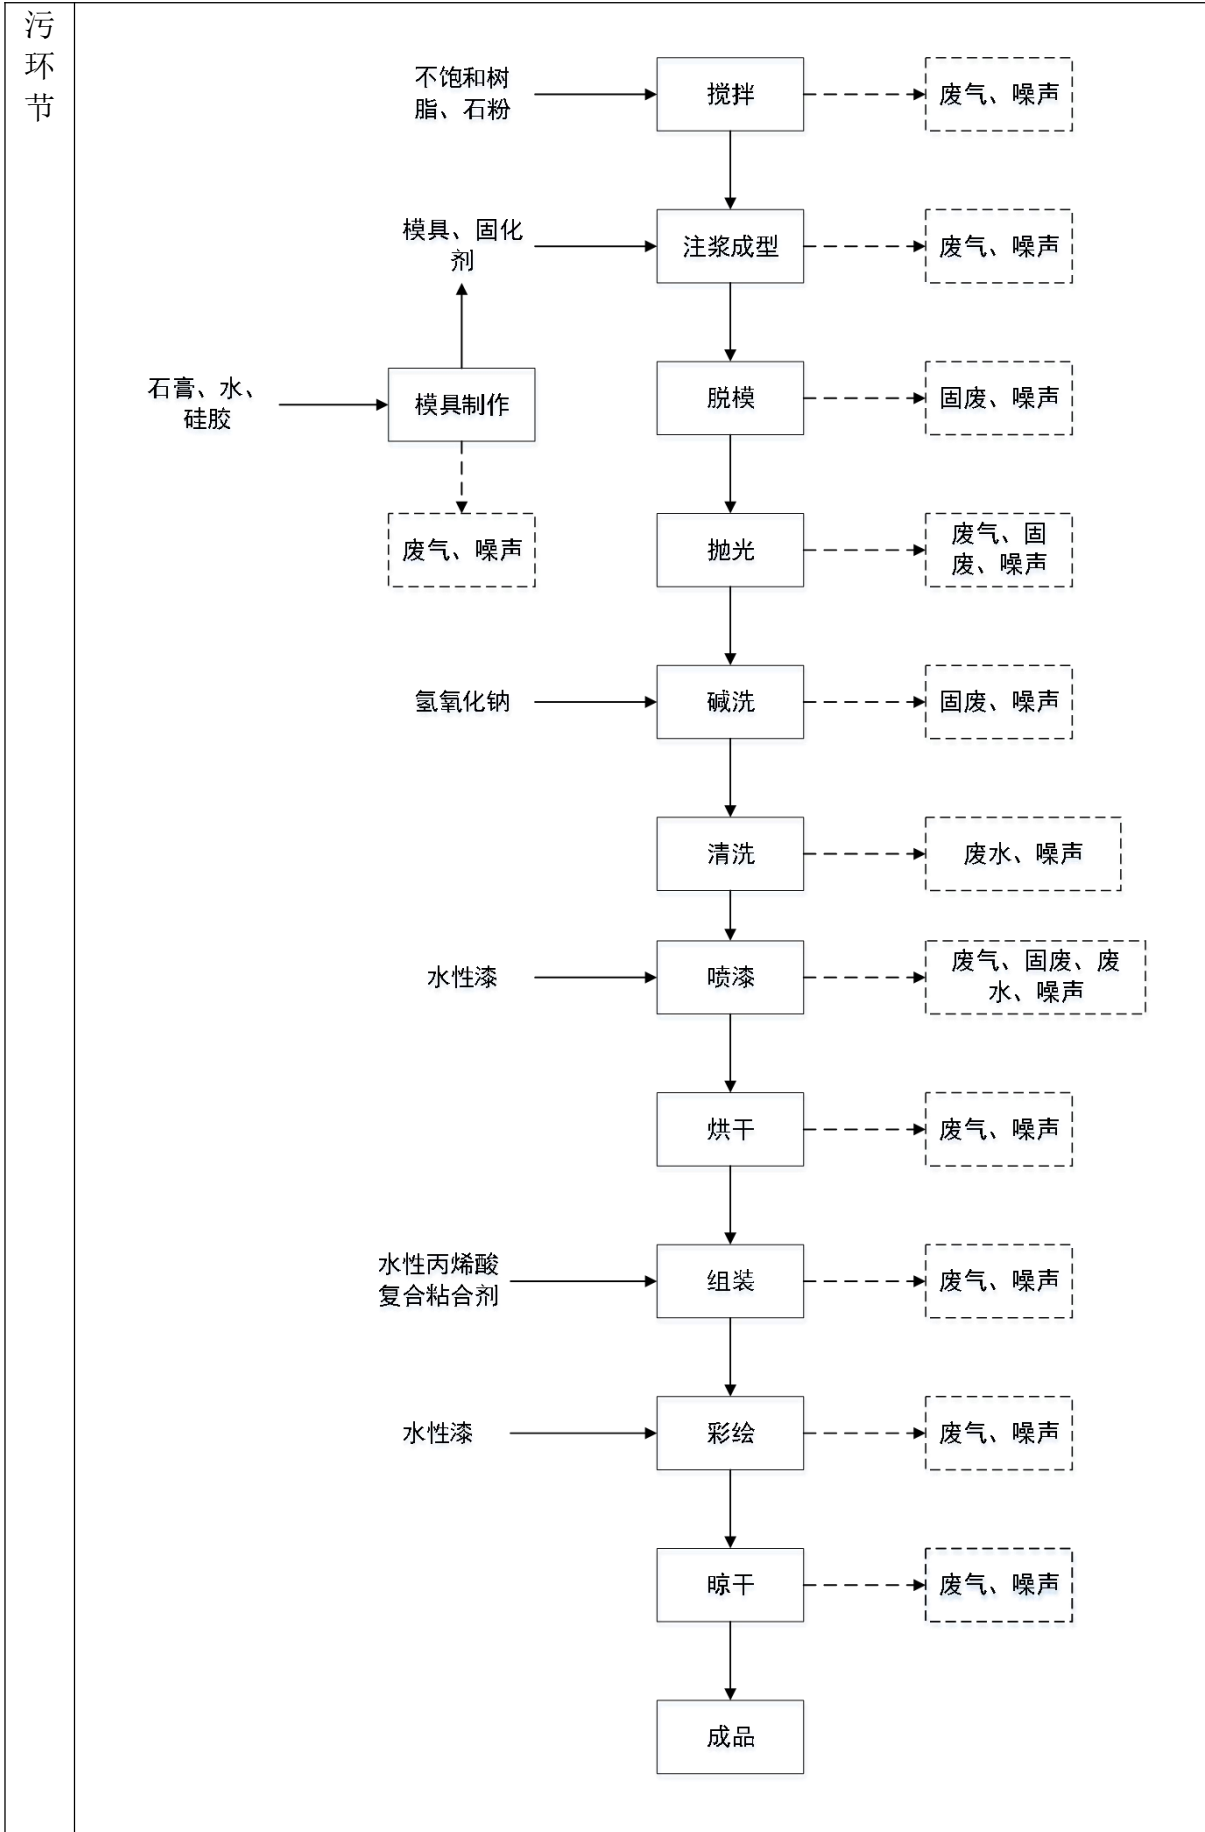 污
环
节
不饱和树
脂、石粉
搅拌
废气、噪声
模具、固化
剂
注浆成型
废气、噪声
石膏、水、
硅胶
模具制作
脱模
固废、噪声
废气、噪声
抛光
废气、固
废、噪声
氢氧化钠
碱洗
固废、噪声
清洗
废水、噪声
水性漆
喷漆
废气、固废、废
水、噪声
烘干
废气、噪声
水性丙烯酸
复合粘合剂
组装
废气、噪声
水性漆
彩绘
废气、噪声
晾干
废气、噪声
成品